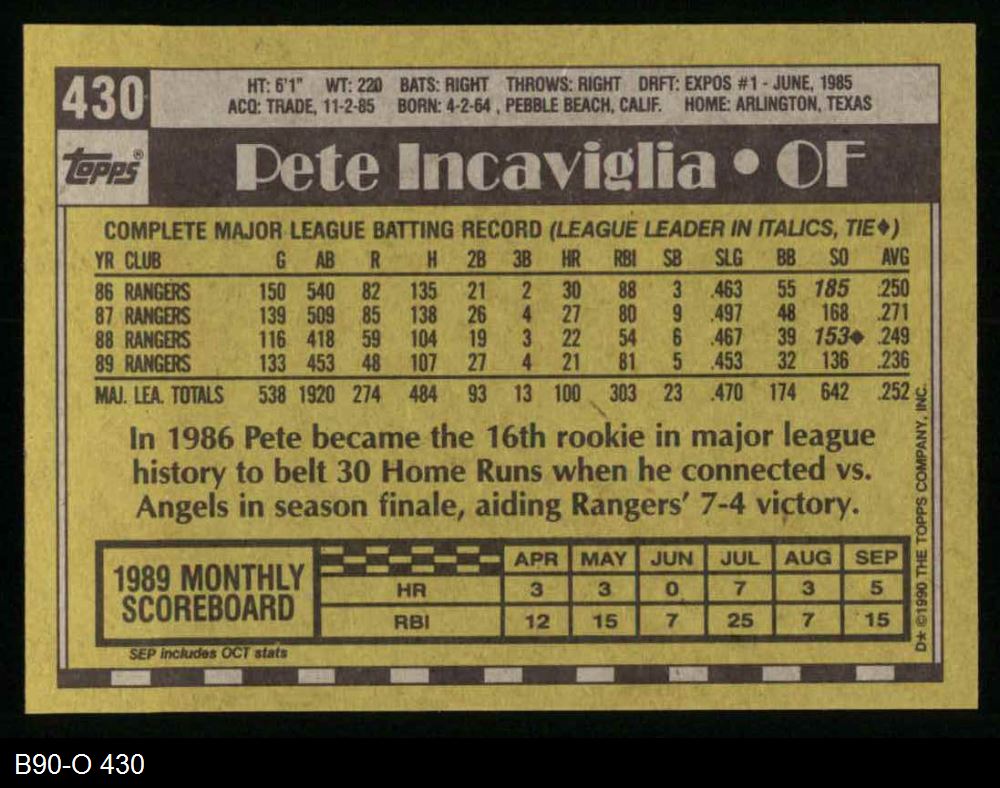 430
HT: 6'1" WT: 220 BATS: RIGHT THROWS: RIGHT DRFT: EXPOS #1 - JUNE, 1985
ACQ: TRADE, 11-2-85 BORN: 4-2-64, PEBBLE BEACH, CALIF. HOME: ARLINGTON, TEXAS
Topps®
Pete Incaviglia • OF
COMPLETE MAJOR LEAGUE BATTING RECORD (LEAGUE LEADER IN ITALICS, TIE♦)
YR CLUB G AB R H 2B 3B HR RBI SB SLG BB SO AVG
86 RANGERS 150 540 82 135 21 2 30 88 3 .463 55 185 .250
87 RANGERS 139 509 85 138 26 4 27 80 9 .497 48 168 .271
88 RANGERS 116 418 59 104 19 3 22 54 6 .467 39 153♦ .249
89 RANGERS 133 453 48 107 27 4 21 81 5 .453 32 136 .236
MAJ. LEA. TOTALS 538 1920 274 484 93 13 100 303 23 .470 174 642 .252
In 1986 Pete became the 16th rookie in major league
history to belt 30 Home Runs when he connected vs.
Angels in season finale, aiding Rangers' 7-4 victory.
1989 MONTHLY
SCOREBOARD
APR MAY JUN JUL AUG SEP
HR 3 3 0 7 3 5
RBI 12 15 7 25 7 15
SEP includes OCT stats
D* ©1990 THE TOPPS COMPANY, INC.
B90-O 430